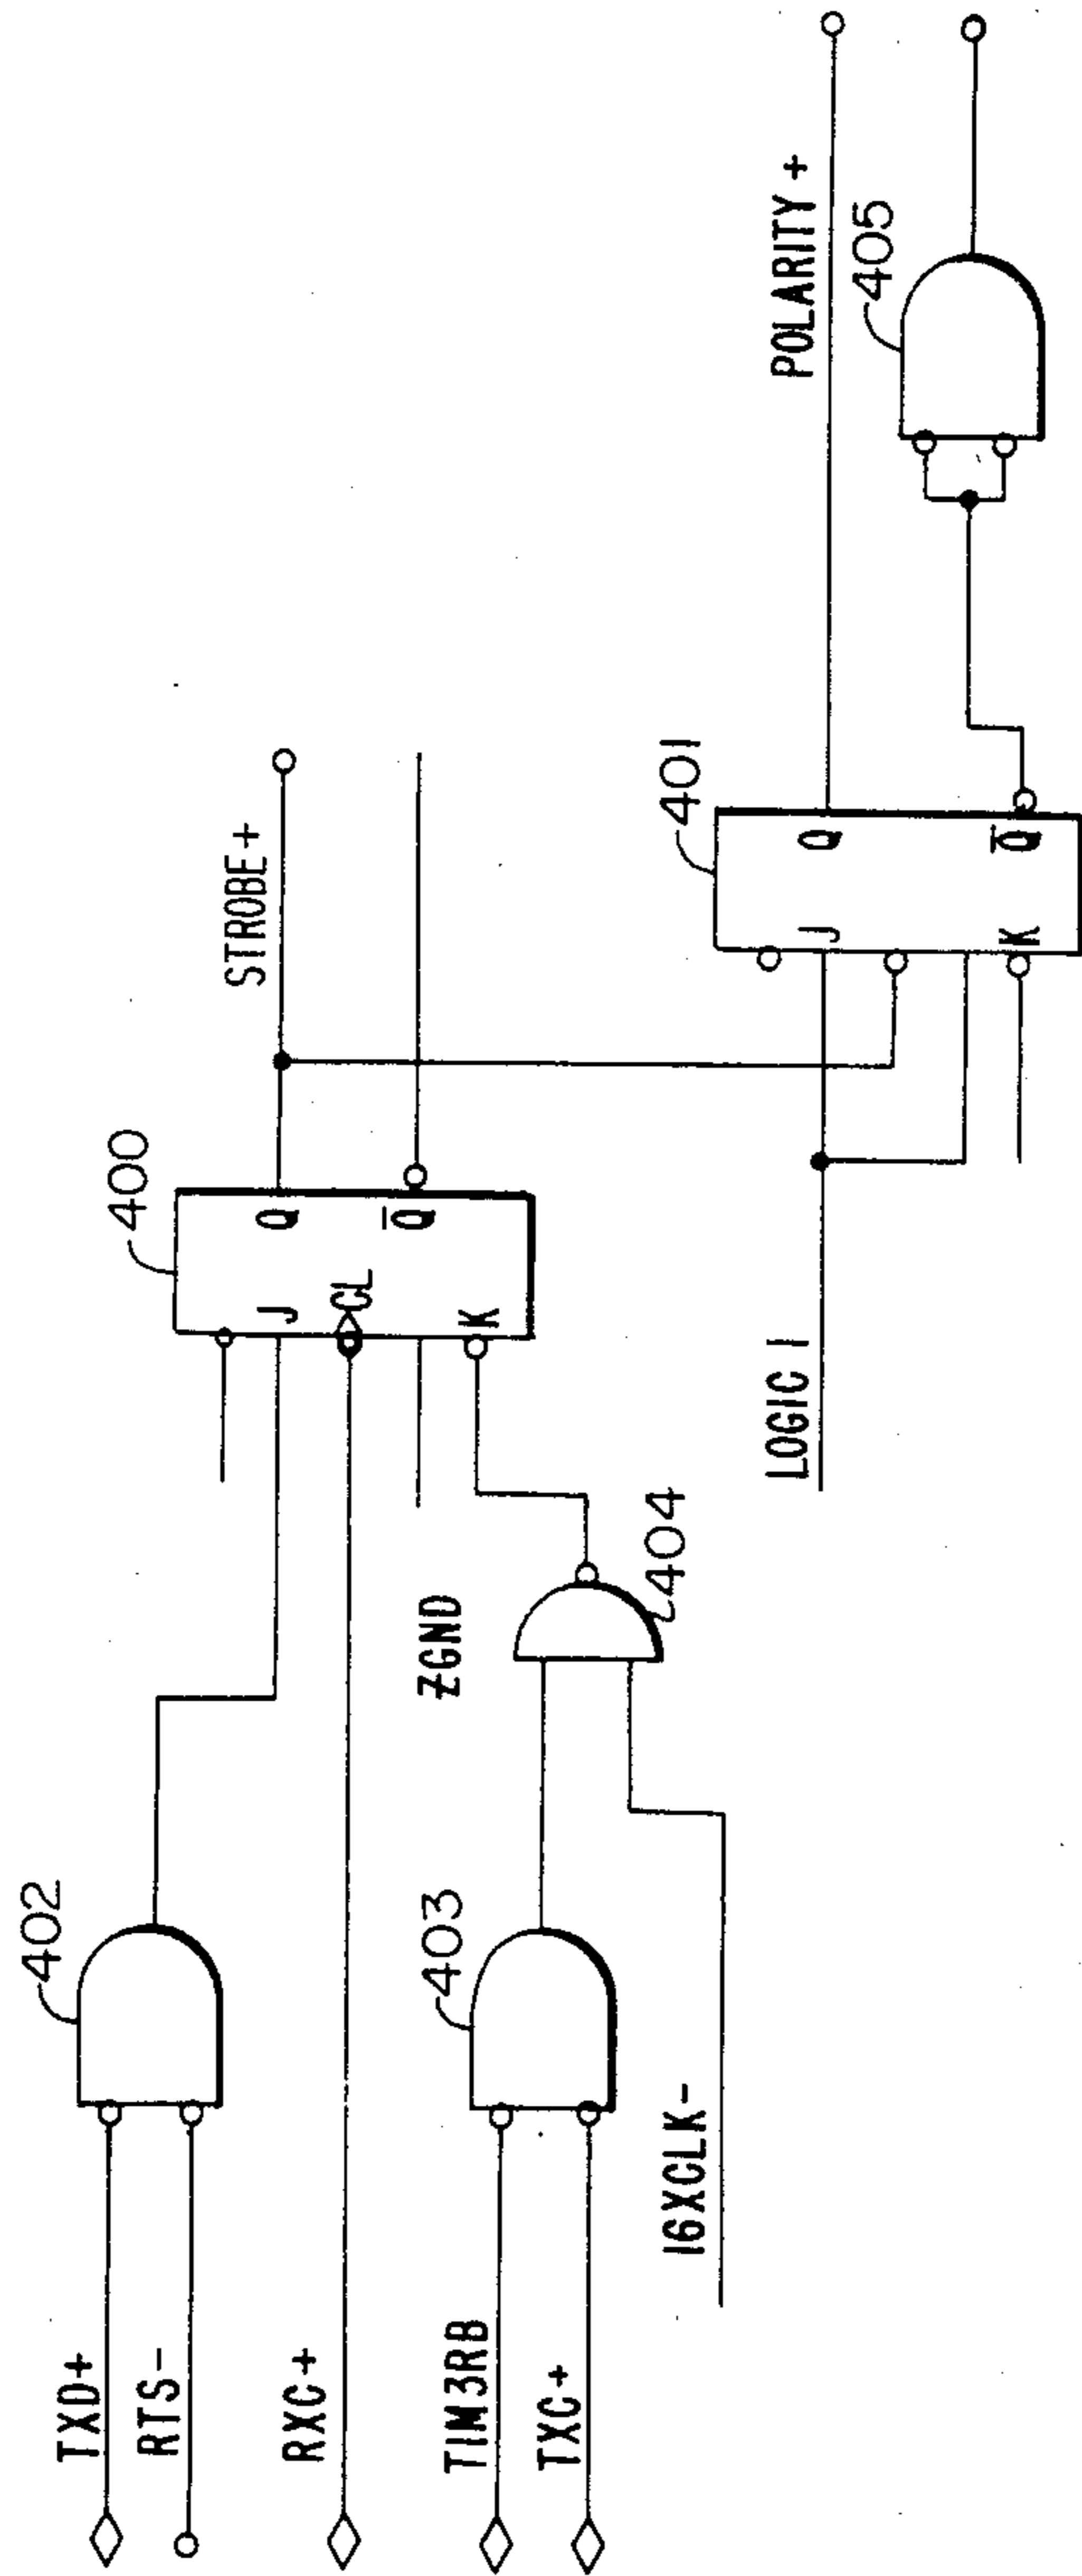 TXD+
402
RTS-
400
STROBE+
J
Q
RXC+
CL
Q̅
K
TIM3RB
403
ZGND
TXC+
404
16XCLK-
LOGIC 1
401
J
Q
K
Q̅
POLARITY+
405